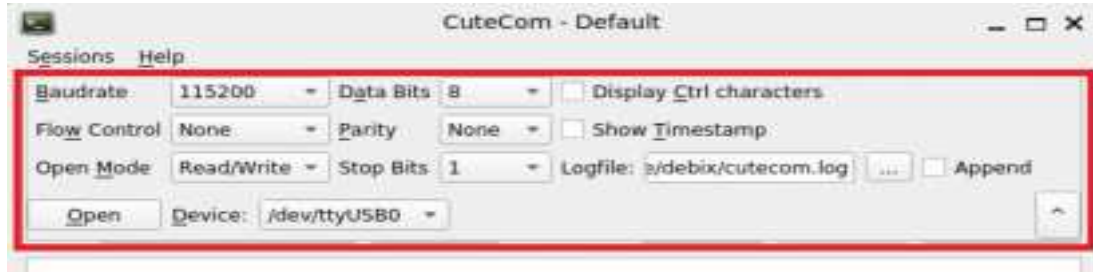 CuteCom - Default
Sessions Help
Baudrate 115200 Data Bits 8 Display Ctrl characters
Flow Control None Parity None Show Timestamp
Open Mode Read/Write Stop Bits 1 Logfile: e/debix/cutecom.log ... Append
Open Device: /dev/ttyUSB0